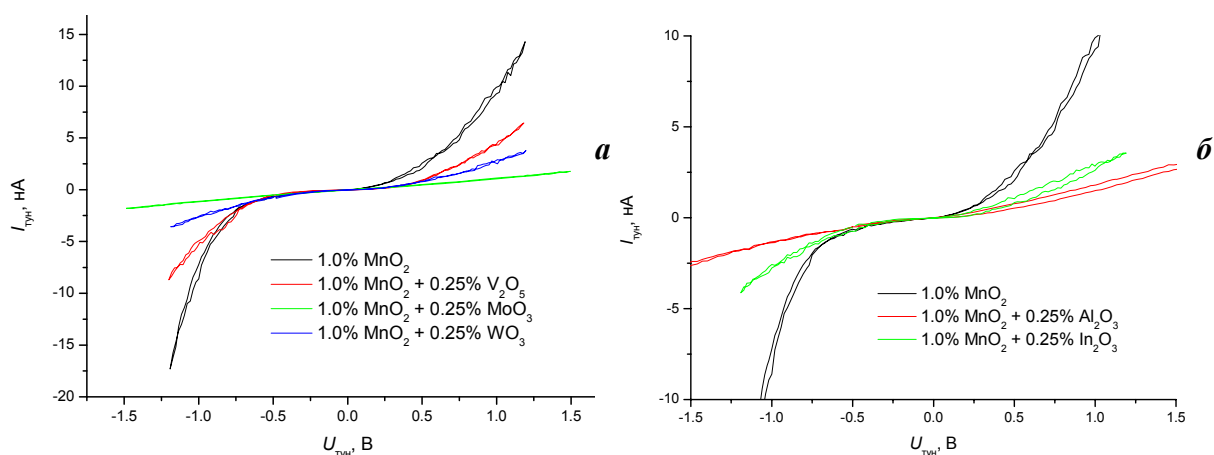 15
10
5
0
-5
-10
-15
-20
I_тун, нА
-1.5 -1.0 -0.5 0.0 0.5 1.0 1.5
U_тун, В
1.0% MnO₂
1.0% MnO₂ + 0.25% V₂O₅
1.0% MnO₂ + 0.25% MoO₃
1.0% MnO₂ + 0.25% WO₃
а
10
5
0
-5
-10
I_тун, нА
-1.5 -1.0 -0.5 0.0 0.5 1.0 1.5
U_тун, В
1.0% MnO₂
1.0% MnO₂ + 0.25% Al₂O₃
1.0% MnO₂ + 0.25% In₂O₃
б